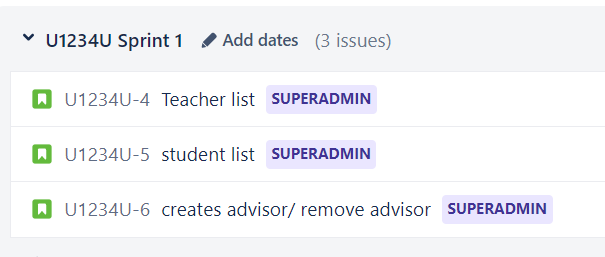 U1234U Sprint 1 Add dates (3 issues)
U1234U-4 Teacher list SUPERADMIN
U1234U-5 student list SUPERADMIN
U1234U-6 creates advisor/ remove advisor SUPERADMIN